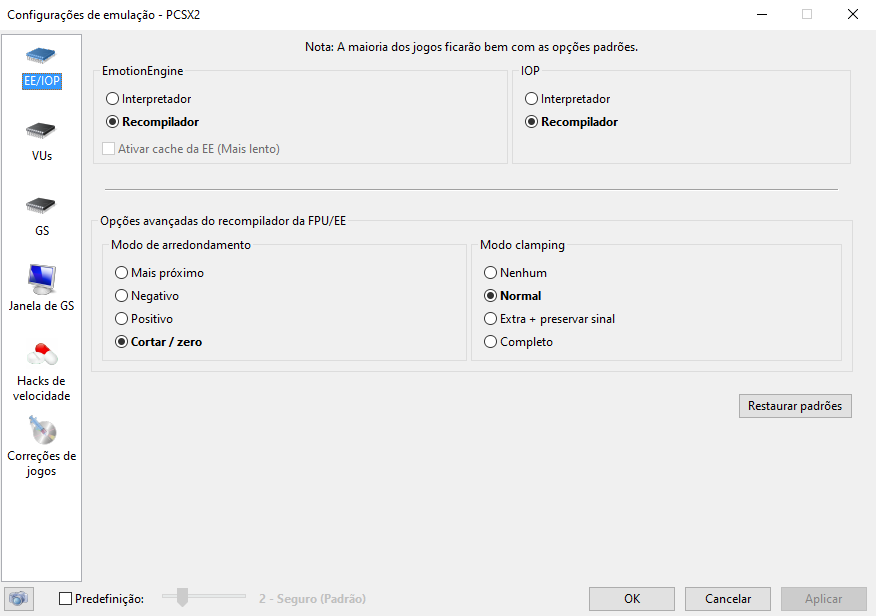 Configurações de emulação - PCSX2
Nota: A maioria dos jogos ficarão bem com as opções padrões.
EE/IOP
VUs
GS
Janela de GS
Hacks de
velocidade
Correções de
jogos
EmotionEngine
Interpretador
Recompilador
Ativar cache da EE (Mais lento)
IOP
Interpretador
Recompilador
Opções avançadas do recompilador da FPU/EE
Modo de arredondamento
Mais próximo
Negativo
Positivo
Cortar / zero
Modo clamping
Nenhum
Normal
Extra + preservar sinal
Completo
Restaurar padrões
Predefinição:
2 - Seguro (Padrão)
OK
Cancelar
Aplicar